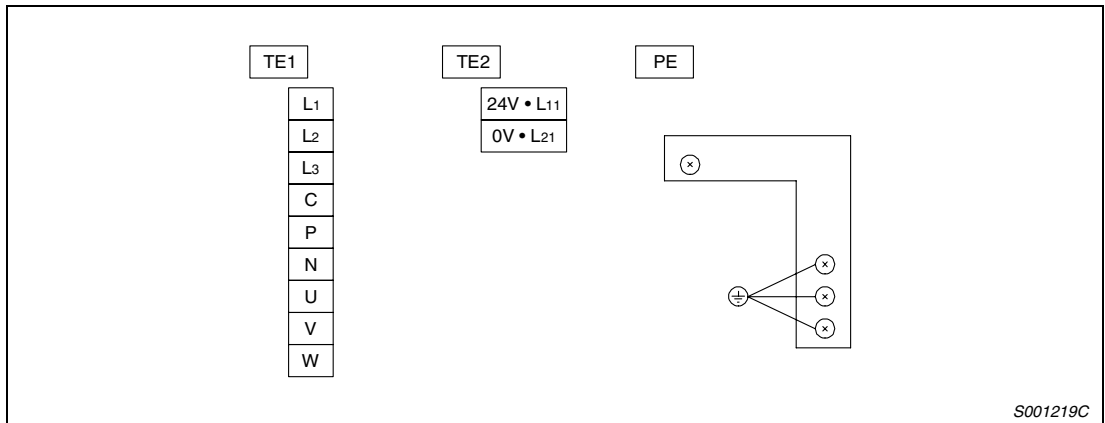 TE1
L1
L2
L3
C
P
N
U
V
W
TE2
24V • L11
0V • L21
PE
S001219C